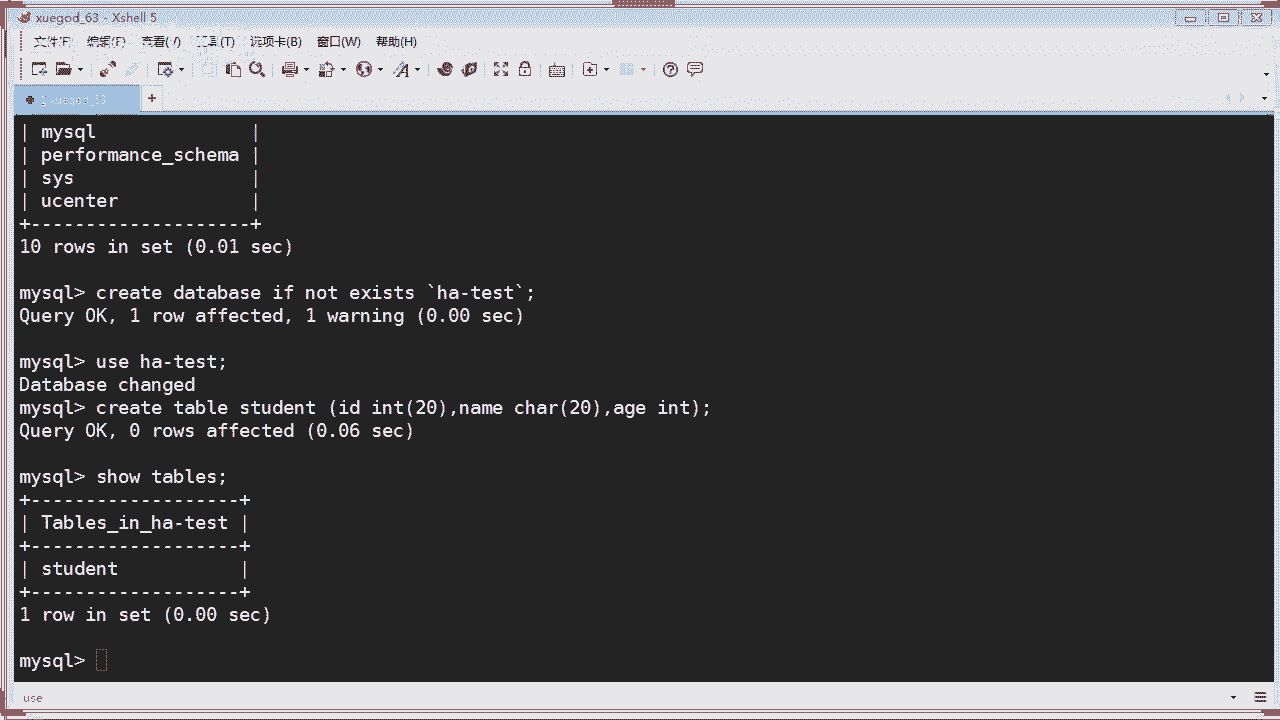 xuegod_63 - Xshell 5
文件(F) 编辑(E) 查看(V) 工具(T) 选项卡(B) 窗口(W) 帮助(H)
1 xuegod_63 +
| mysql              |
| performance_schema |
| sys                |
| ucenter            |
+--------------------+
10 rows in set (0.01 sec)
mysql> create database if not exists `ha-test`;
Query OK, 1 row affected, 1 warning (0.00 sec)
mysql> use ha-test;
Database changed
mysql> create table student (id int(20),name char(20),age int);
Query OK, 0 rows affected (0.06 sec)
mysql> show tables;
+-------------------+
| Tables_in_ha-test |
+-------------------+
| student           |
+-------------------+
1 row in set (0.00 sec)
mysql>
use